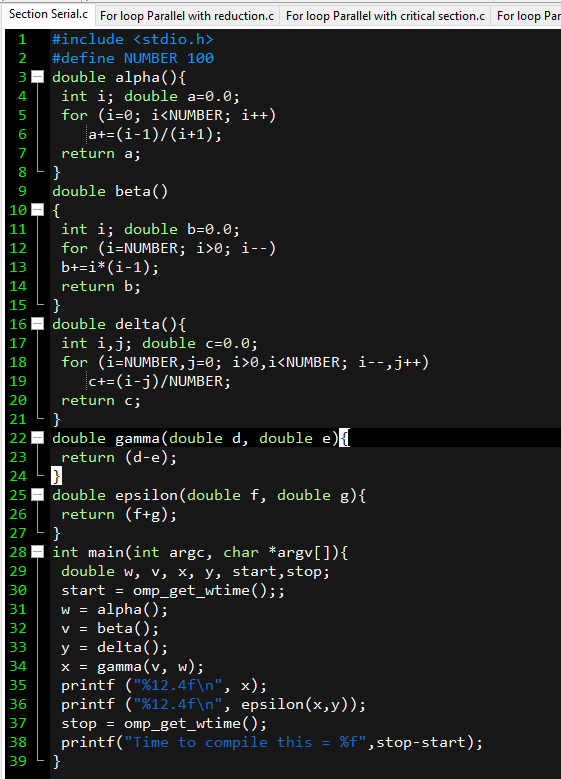 Section Serial.c For loop Parallel with reduction.c For loop Parallel with critical section.c For loop Par
1 #include <stdio.h>
2 #define NUMBER 100
3 double alpha(){
4 int i; double a=0.0;
5 for (i=0; i<NUMBER; i++)
6 a+=(i-1)/(i+1);
7 return a;
8 }
9 double beta()
10 {
11 int i; double b=0.0;
12 for (i=NUMBER; i>0; i--)
13 b+=i*(i-1);
14 return b;
15 }
16 double delta(){
17 int i,j; double c=0.0;
18 for (i=NUMBER,j=0; i>0,i<NUMBER; i--,j++)
19 c+=(i-j)/NUMBER;
20 return c;
21 }
22 double gamma(double d, double e){
23 return (d-e);
24 }
25 double epsilon(double f, double g){
26 return (f+g);
27 }
28 int main(int argc, char *argv[]){
29 double w, v, x, y, start,stop;
30 start = omp_get_wtime();;
31 w = alpha();
32 v = beta();
33 y = delta();
34 x = gamma(v, w);
35 printf ("%12.4f\n", x);
36 printf ("%12.4f\n", epsilon(x,y));
37 stop = omp_get_wtime();
38 printf("Time to compile this = %f",stop-start);
39 }